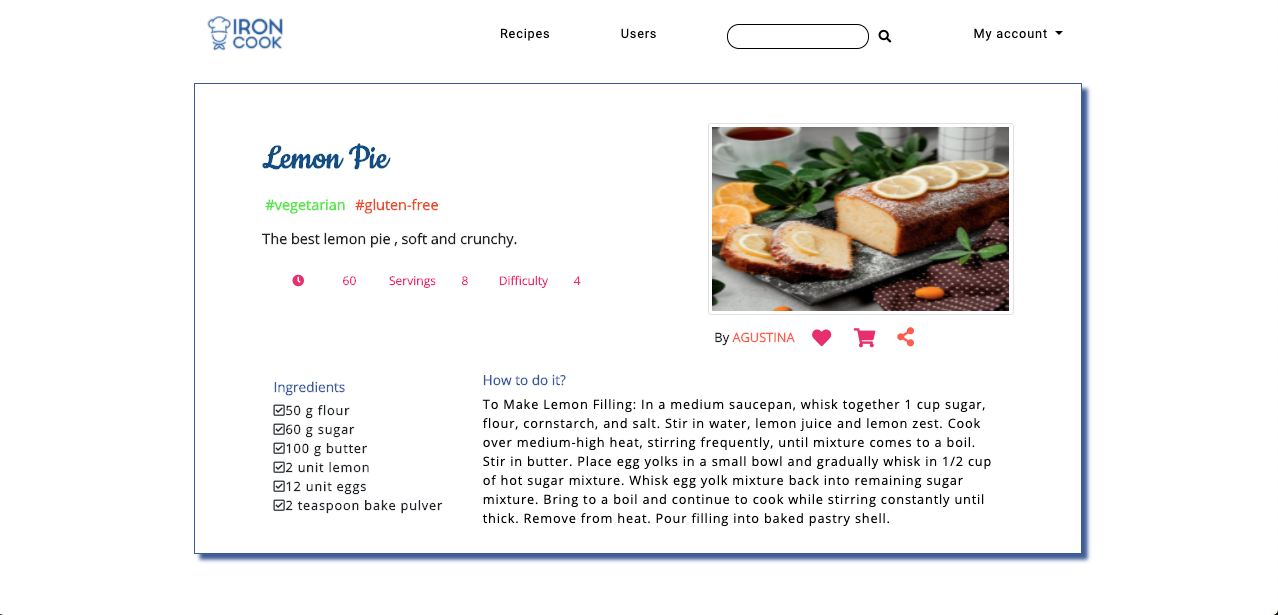 IRON
COOK
Recipes
Users
My account
Lemon Pie
#vegetarian #gluten-free
The best lemon pie , soft and crunchy.
60 Servings 8 Difficulty 4
By AGUSTINA
Ingredients
50 g flour
60 g sugar
100 g butter
2 unit lemon
12 unit eggs
2 teaspoon bake pulver
How to do it?
To Make Lemon Filling: In a medium saucepan, whisk together 1 cup sugar,
flour, cornstarch, and salt. Stir in water, lemon juice and lemon zest. Cook
over medium-high heat, stirring frequently, until mixture comes to a boil.
Stir in butter. Place egg yolks in a small bowl and gradually whisk in 1/2 cup
of hot sugar mixture. Whisk egg yolk mixture back into remaining sugar
mixture. Bring to a boil and continue to cook while stirring constantly until
thick. Remove from heat. Pour filling into baked pastry shell.